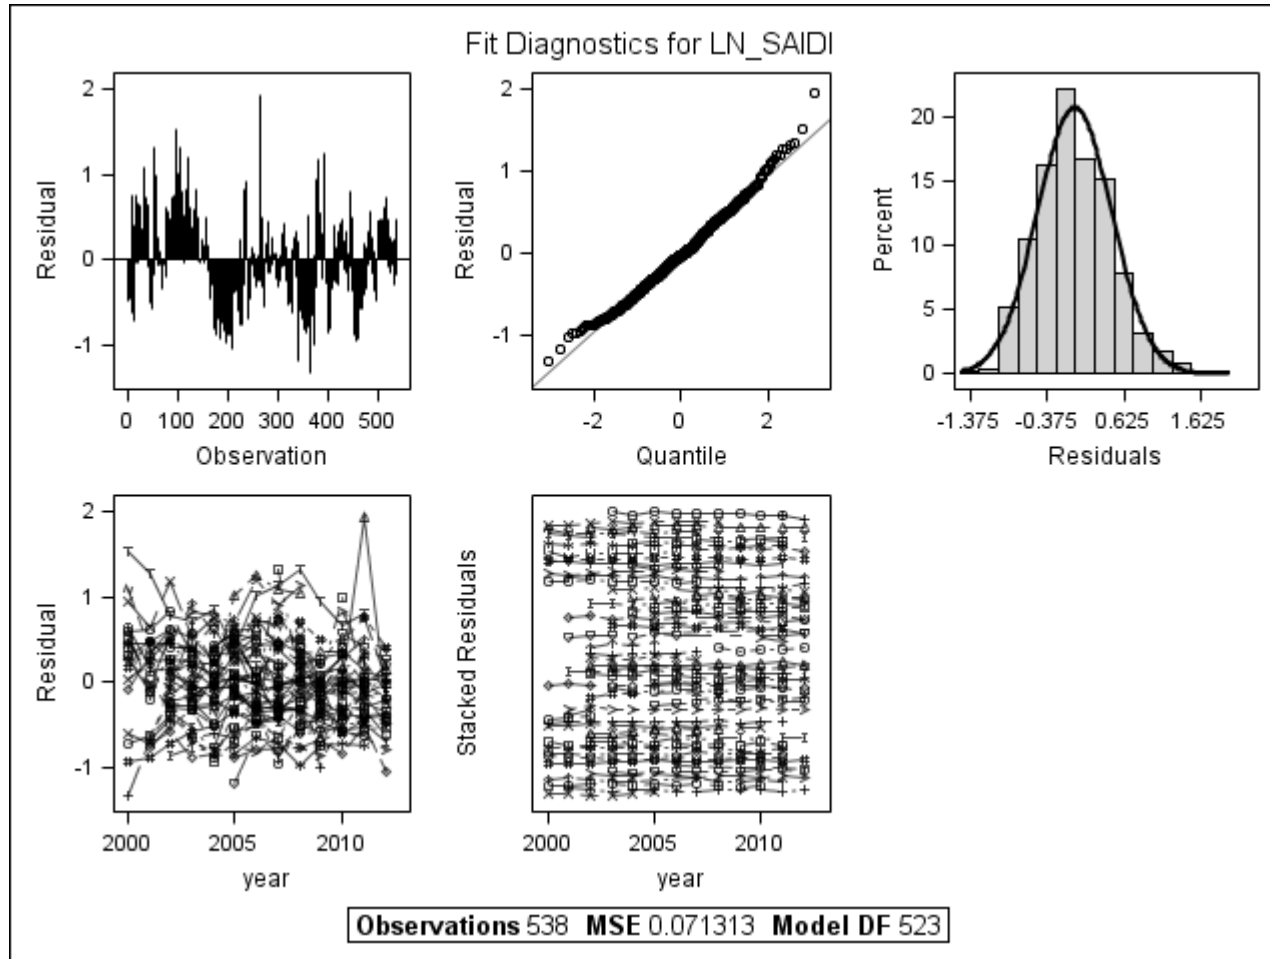 Fit Diagnostics for LN_SAIDI
2
1
0
-1
Residual
0 100 200 300 400 500
Observation
2
1
0
-1
Residual
-2 0 2
Quantile
20
15
10
5
0
Percent
-1.375 -0.375 0.625 1.625
Residuals
2
1
0
-1
Residual
2000 2005 2010
year
Stacked Residuals
2000 2005 2010
year
Observations 538 MSE 0.071313 Model DF 523